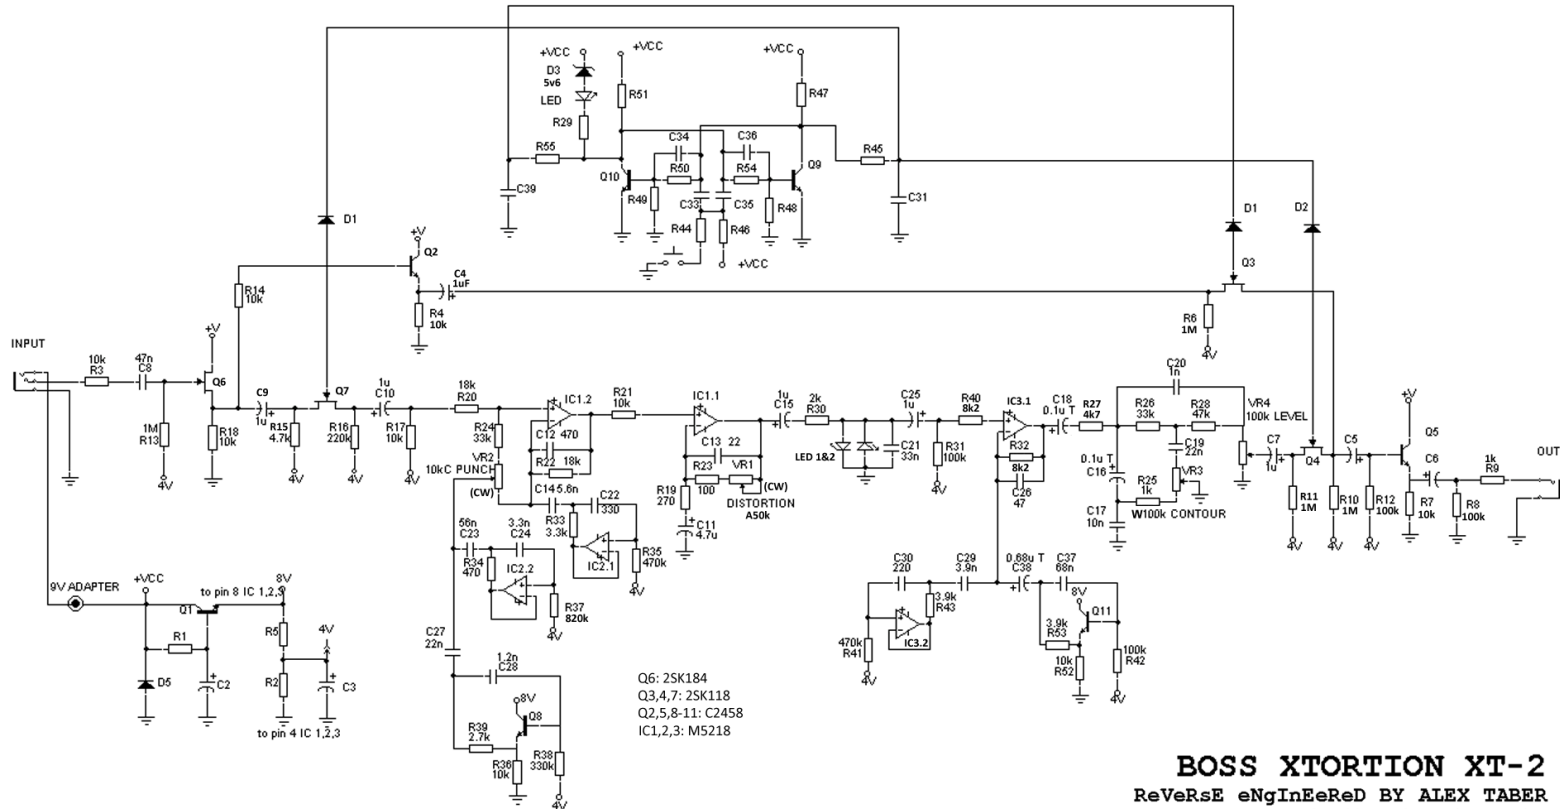 +VCC
D3
5v6
LED
R29
+VCC
R51
+VCC
R47
R55
C34
C36
R50
R54
Q10
Q9
R45
C39
R49
C33
C35
R48
C31
R44
R46
+VCC
D1
D1
D2
+V
Q2
C4
1uF
Q3
R14
10k
R4
10k
R6
1M
4V
INPUT
+V
10k
R3
47n
C8
Q6
1M
R13
4V
R18
10k
C9
1u
R15
4.7k
4V
Q7
R16
220k
4V
1u
C10
R17
10k
4V
18k
R20
R24
33k
VR2
10kC PUNCH
(CW)
IC1.2
C12
470
R22
18k
R21
10k
IC1.1
C13 22
R23
100
VR1
(CW)
DISTORTION
A50k
R19
270
C11
4.7u
1u
C15
2k
R30
LED 1&2
C21
33n
C25
1u
R31
100k
4V
R40
8k2
IC3.1
R32
8k2
C26
47
C18
0.1u T
R27
4k7
C20
1n
R26
33k
R28
47k
VR4
100k LEVEL
0.1u T
C16
C19
22n
R25
1k
VR3
W100k CONTOUR
C17
10n
C7
1u
Q4
C5
R11
1M
4V
R10
1M
4V
R12
100k
4V
+V
Q5
C6
R7
10k
R8
100k
1k
R9
OUT
C14
5.6n
C22
330
R33
3.3k
IC2.1
R35
470k
4V
56n
C23
3.3n
C24
R34
470
IC2.2
R37
820k
4V
C27
22n
1.2n
C28
8V
Q8
R39
2.7k
R36
10k
R38
330k
4V
C30
220
C29
3.9n
3.9k
R43
IC3.2
470k
R41
4V
0.68u T
C38
C37
68n
8V
Q11
3.9k
R53
10k
R52
100k
R42
4V
9V ADAPTER
+VCC
to pin 8 IC 1,2,3
8V
Q1
R1
R5
4V
D5
C2
R2
C3
to pin 4 IC 1,2,3
Q6: 2SK184
Q3,4,7: 2SK118
Q2,5,8-11: C2458
IC1,2,3: M5218
BOSS XTORTION XT-2
ReVeRsE eNgInEeReD BY ALEX TABER